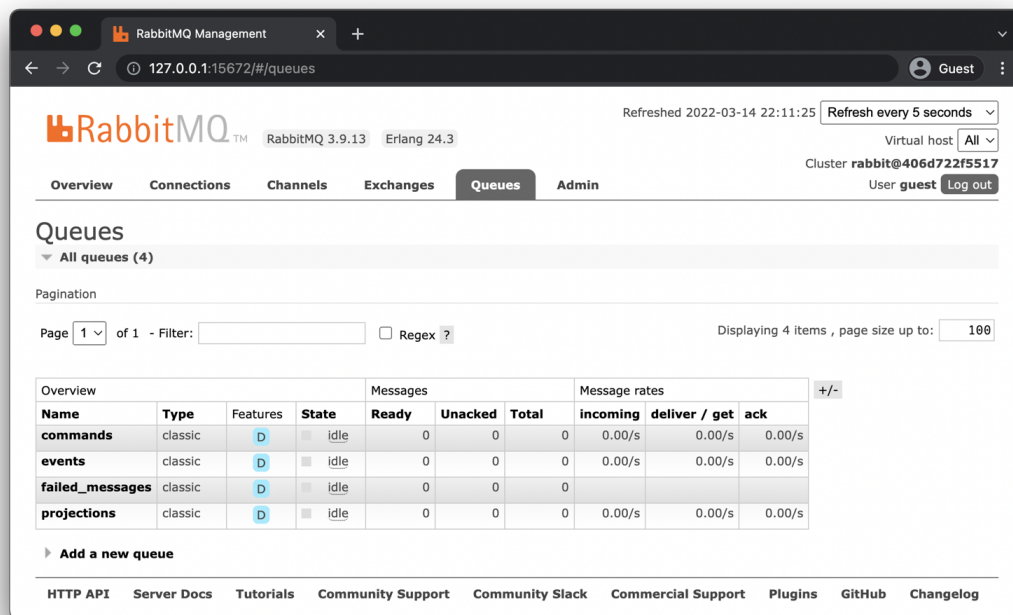 RabbitMQ Management
127.0.0.1:15672/#/queues
Guest
Refreshed 2022-03-14 22:11:25 Refresh every 5 seconds
RabbitMQ TM RabbitMQ 3.9.13 Erlang 24.3
Virtual host All
Cluster rabbit@406d722f5517
User guest Log out
Overview Connections Channels Exchanges Queues Admin
Queues
All queues (4)
Pagination
Page 1 of 1 - Filter: Regex ? Displaying 4 items , page size up to: 100
Overview Messages Message rates +/-
Name Type Features State Ready Unacked Total incoming deliver / get ack
commands classic D idle 0 0 0 0.00/s 0.00/s 0.00/s
events classic D idle 0 0 0 0.00/s 0.00/s 0.00/s
failed_messages classic D idle 0 0 0
projections classic D idle 0 0 0 0.00/s 0.00/s 0.00/s
Add a new queue
HTTP API Server Docs Tutorials Community Support Community Slack Commercial Support Plugins GitHub Changelog